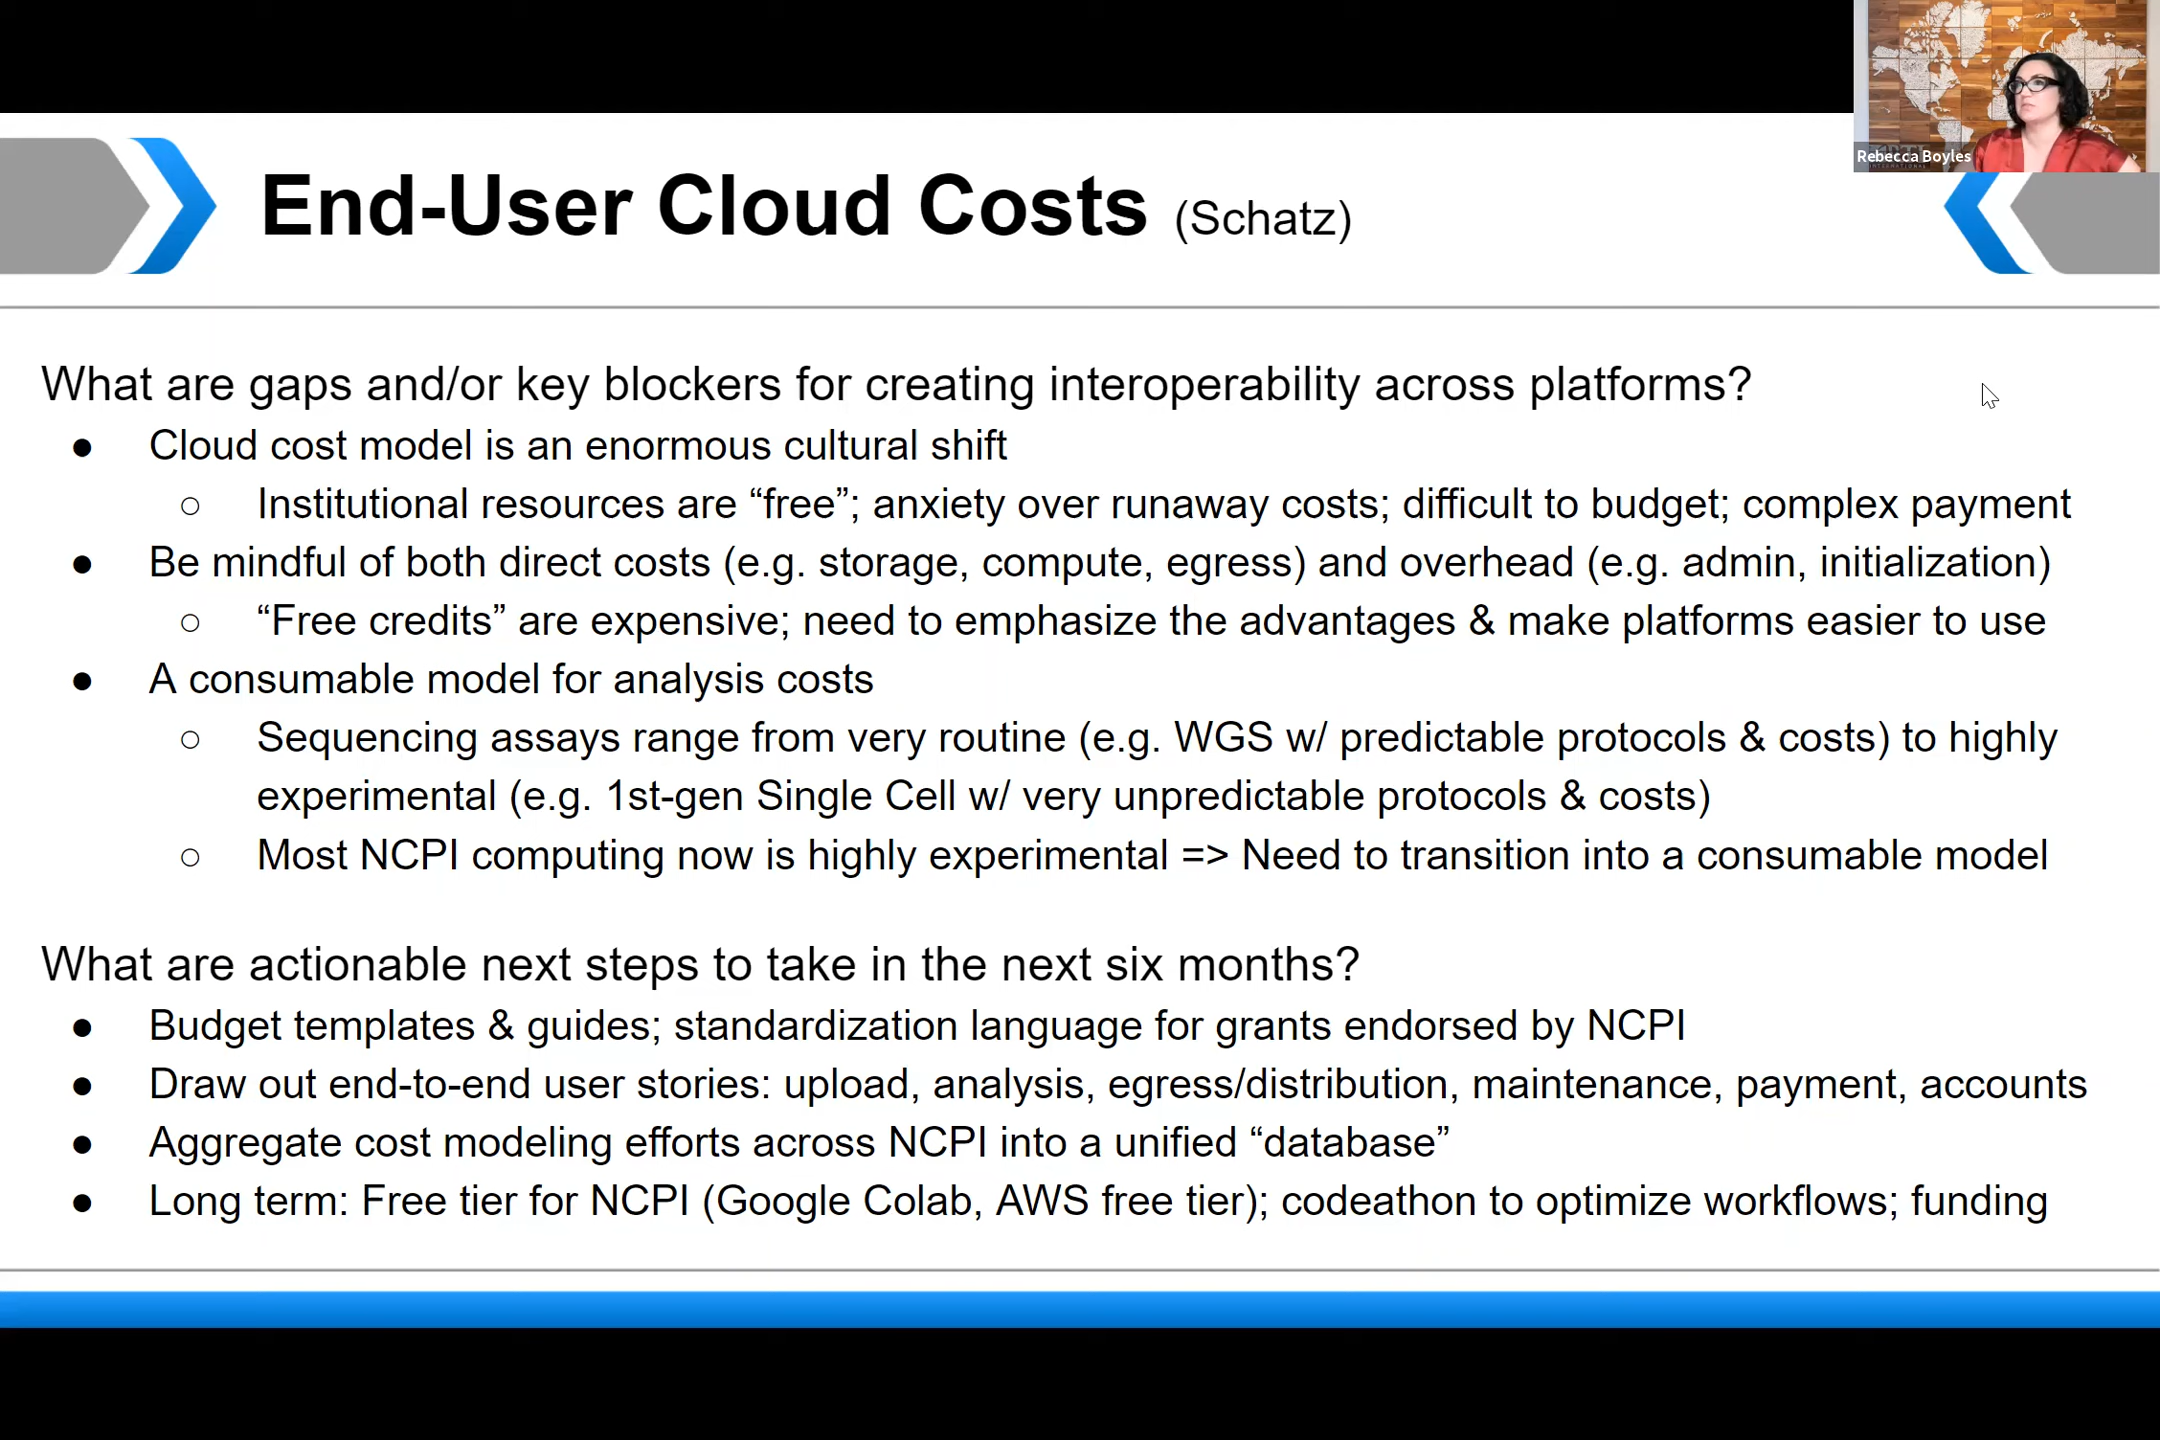 Rebecca Boyles
End-User Cloud Costs (Schatz)
What are gaps and/or key blockers for creating interoperability across platforms?
● Cloud cost model is an enormous cultural shift
○ Institutional resources are “free”; anxiety over runaway costs; difficult to budget; complex payment
● Be mindful of both direct costs (e.g. storage, compute, egress) and overhead (e.g. admin, initialization)
○ “Free credits” are expensive; need to emphasize the advantages & make platforms easier to use
● A consumable model for analysis costs
○ Sequencing assays range from very routine (e.g. WGS w/ predictable protocols & costs) to highly
experimental (e.g. 1st-gen Single Cell w/ very unpredictable protocols & costs)
○ Most NCPI computing now is highly experimental => Need to transition into a consumable model
What are actionable next steps to take in the next six months?
● Budget templates & guides; standardization language for grants endorsed by NCPI
● Draw out end-to-end user stories: upload, analysis, egress/distribution, maintenance, payment, accounts
● Aggregate cost modeling efforts across NCPI into a unified “database”
● Long term: Free tier for NCPI (Google Colab, AWS free tier); codeathon to optimize workflows; funding